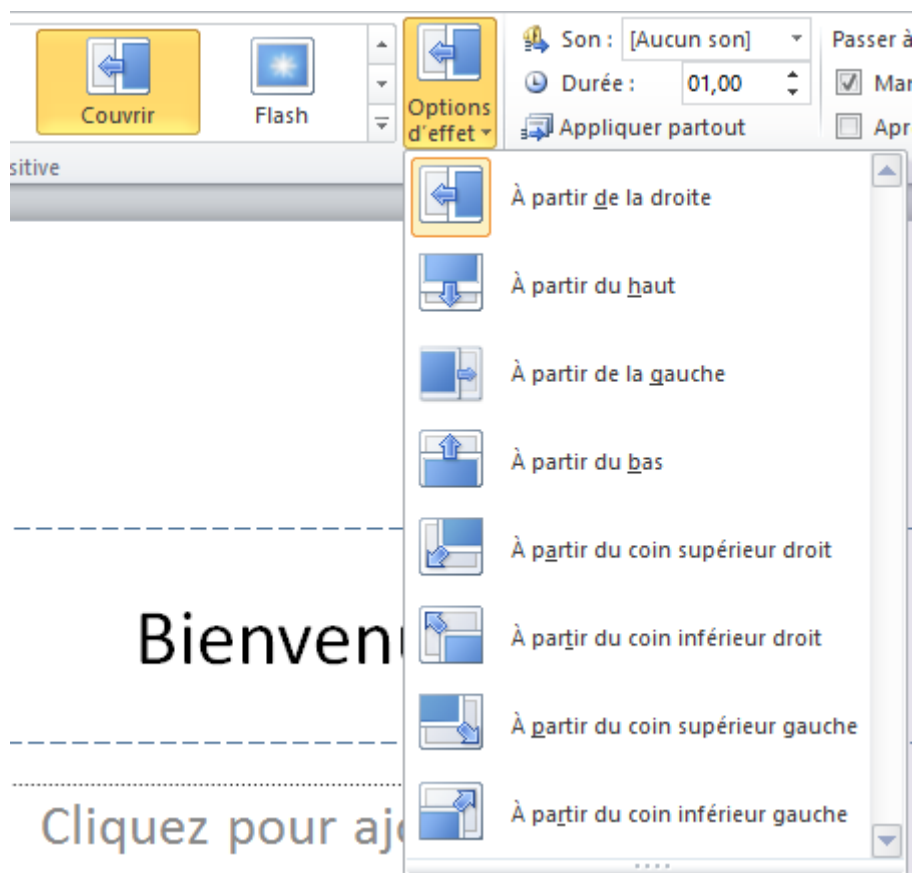 Couvrir
Flash
Options
d'effet
Son : [Aucun son]
Durée : 01,00
Appliquer partout
Passer à
Mar
Apr
sitive
À partir de la droite
À partir du haut
À partir de la gauche
À partir du bas
À partir du coin supérieur droit
À partir du coin inférieur droit
À partir du coin supérieur gauche
À partir du coin inférieur gauche
Bienven
Cliquez pour aj